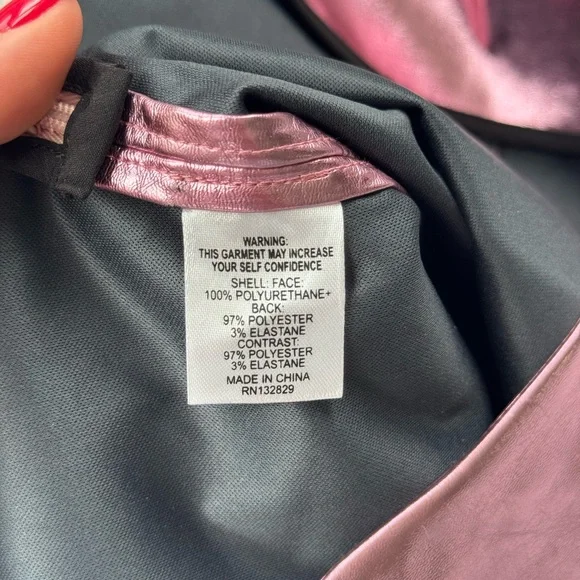 WARNING:
THIS GARMENT MAY INCREASE
YOUR SELF CONFIDENCE
SHELL: FACE:
100% POLYURETHANE+
BACK:
97% POLYESTER
3% ELASTANE
CONTRAST:
97% POLYESTER
3% ELASTANE
MADE IN CHINA
RN132829